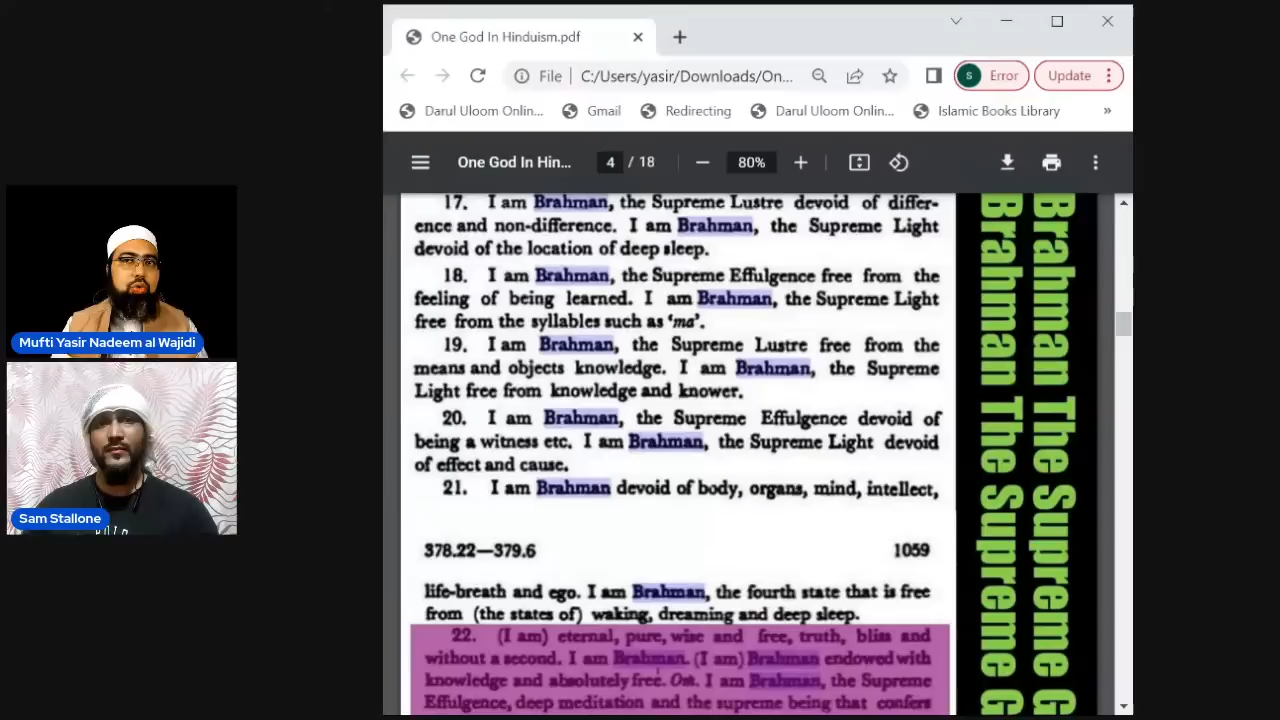 One God In Hinduism.pdf
File
C:/Users/yasir/Downloads/On...
S
Error
Update
Darul Uloom Onlin...
Gmail
Redirecting
Darul Uloom Onlin...
Islamic Books Library
»
One God In Hin...
4 / 18
80%
17. I am Brahman, the Supreme Lustre devoid of differ-
ence and non-difference. I am Brahman, the Supreme Light
devoid of the location of deep sleep.
18. I am Brahman, the Supreme Effulgence free from the
feeling of being learned. I am Brahman, the Supreme Light
free from the syllables such as ‘ma’.
19. I am Brahman, the Supreme Lustre free from the
means and objects knowledge. I am Brahman, the Supreme
Light free from knowledge and knower.
20. I am Brahman, the Supreme Effulgence devoid of
being a witness etc. I am Brahman, the Supreme Light devoid
of effect and cause.
21. I am Brahman devoid of body, organs, mind, intellect,
378.22—379.6
1059
life-breath and ego. I am Brahman, the fourth state that is free
from (the states of) waking, dreaming and deep sleep.
22. (I am) eternal, pure, wise and free, truth, bliss and
without a second. I am Brahman. (I am) Brahman endowed with
knowledge and absolutely free. Om. I am Brahman, the Supreme
Effulgence, deep meditation and the supreme being that confers
Brahman The Supreme G
Brahman The Supreme G
Mufti Yasir Nadeem al Wajidi
Sam Stallone